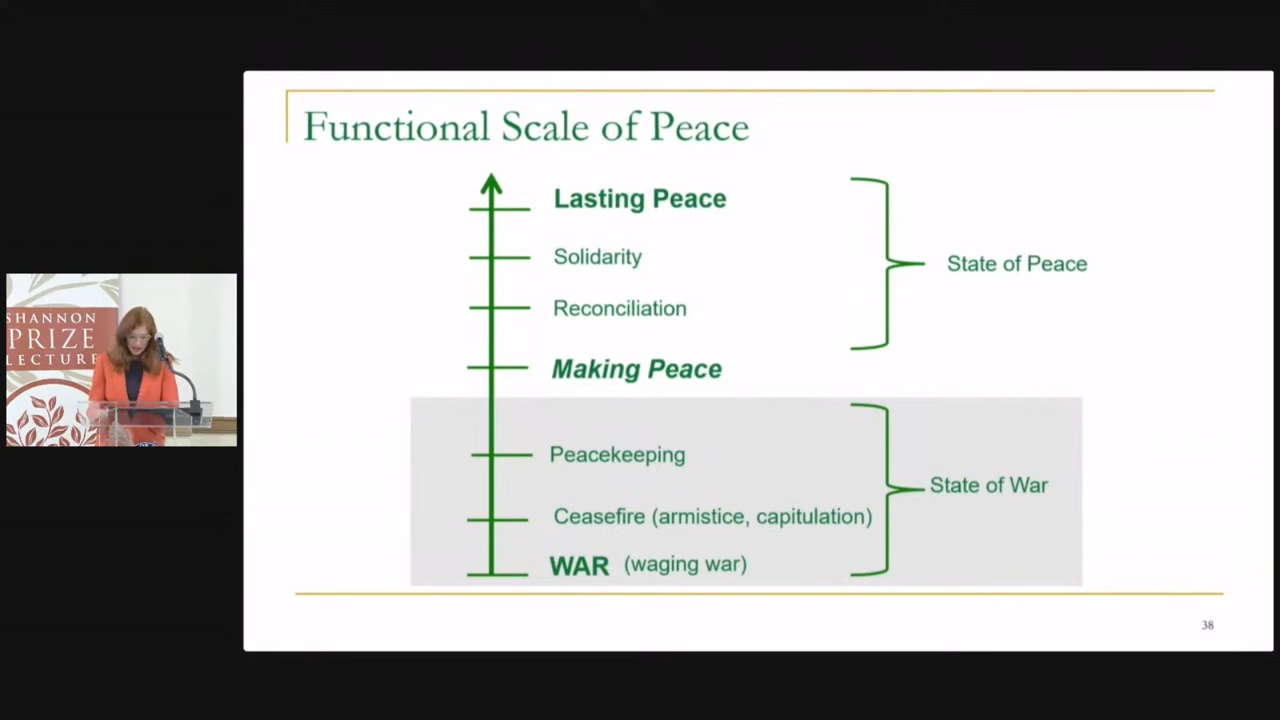 SHANNON
PRIZE
LECTURE
Functional Scale of Peace
Lasting Peace
Solidarity
Reconciliation
State of Peace
Making Peace
Peacekeeping
Ceasefire (armistice, capitulation)
WAR (waging war)
State of War
38